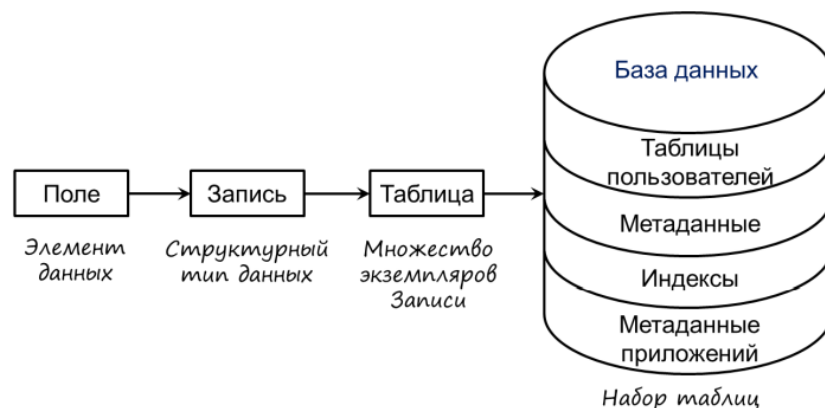 База данных
Таблицы
пользователей
Метаданные
Индексы
Метаданные
приложений
Поле
Запись
Таблица
Элемент
данных
Структурный
тип данных
Множество
экземпляров
Записи
Набор таблиц